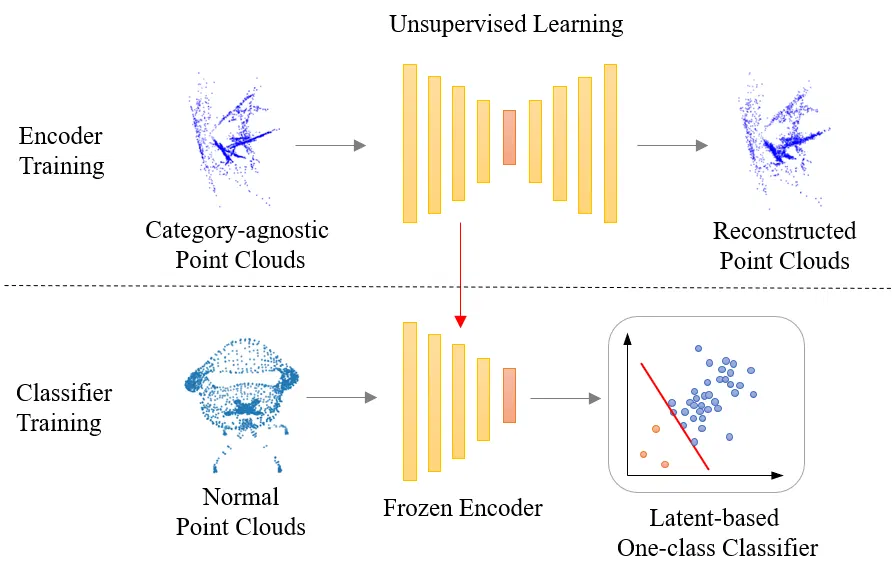 Unsupervised Learning
Encoder
Training
Category-agnostic
Point Clouds
Reconstructed
Point Clouds
Classifier
Training
Normal
Point Clouds
Frozen Encoder
Latent-based
One-class Classifier